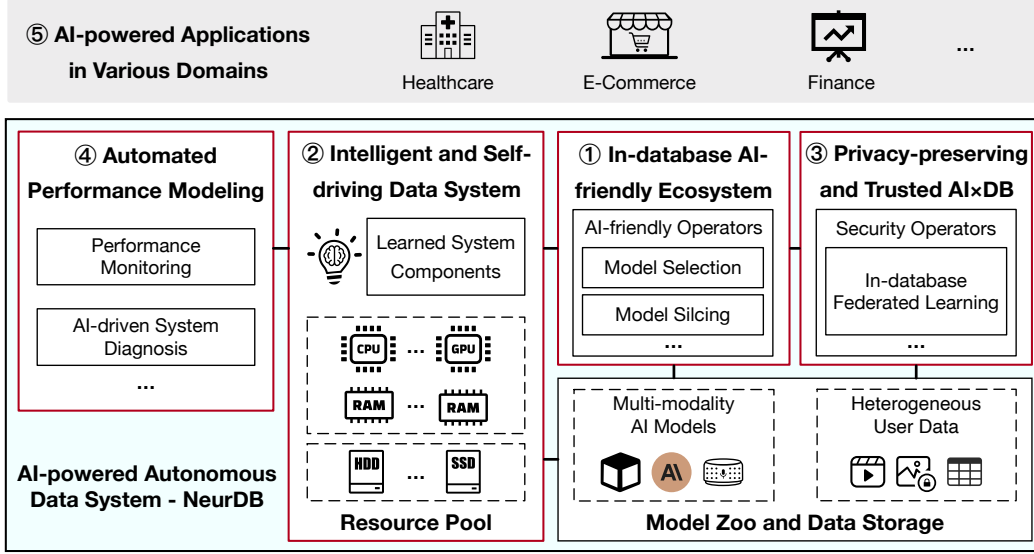 ⑤ AI-powered Applications
in Various Domains
Healthcare
E-Commerce
Finance
...
④ Automated
Performance Modeling
Performance
Monitoring
AI-driven System
Diagnosis
...
② Intelligent and Self-
driving Data System
Learned System
Components
CPU ... GPU
RAM ... RAM
HDD ... SSD
Resource Pool
① In-database AI-
friendly Ecosystem
AI-friendly Operators
Model Selection
Model Silcing
...
③ Privacy-preserving
and Trusted AI×DB
Security Operators
In-database
Federated Learning
...
Multi-modality
AI Models
A\
Heterogeneous
User Data
Model Zoo and Data Storage
AI-powered Autonomous
Data System - NeurDB